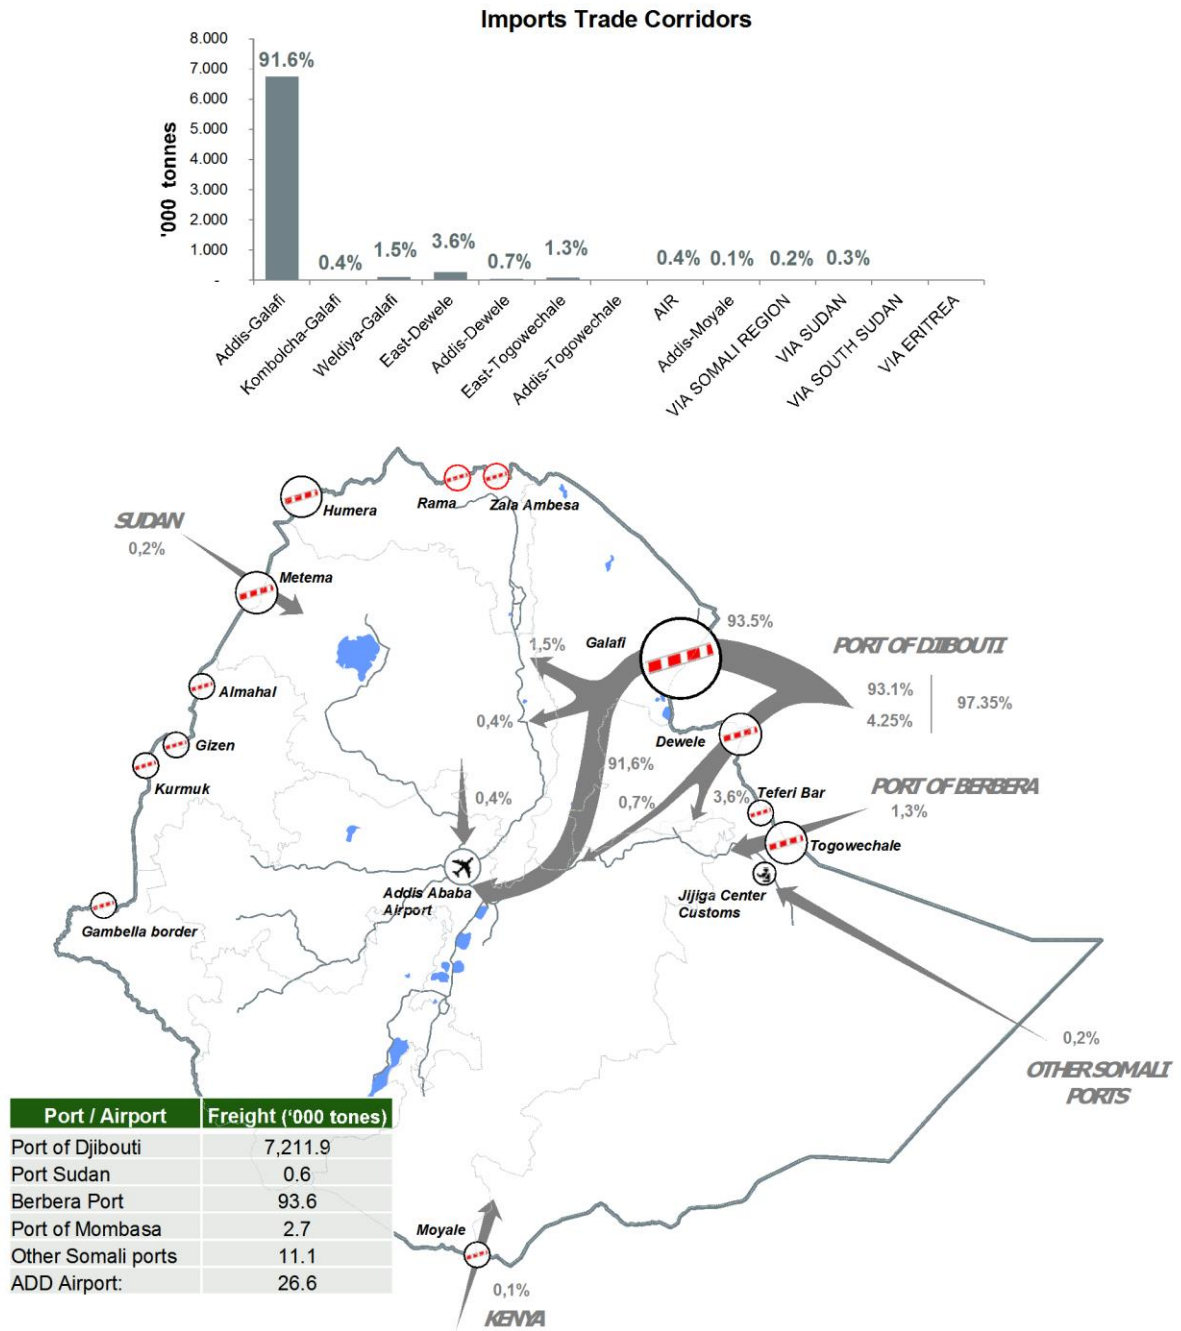 Imports Trade Corridors
'000 tonnes
8.000
7.000
6.000
5.000
4.000
3.000
2.000
1.000
-
91.6%
0.4%
1.5%
3.6%
0.7%
1.3%
0.4%
0.1%
0.2%
0.3%
Addis-Galafi
Kombolcha-Galafi
Weldiya-Galafi
East-Dewele
Addis-Dewele
East-Togowechale
Addis-Togowechale
AIR
Addis-Moyale
VIA SOMALI REGION
VIA SUDAN
VIA SOUTH SUDAN
VIA ERITREA
Humera
Rama
Zala Ambesa
SUDAN
0,2%
Metema
Galafi
93.5%
1,5%
PORT OF DJIBOUTI
93.1%
4.25%
97.35%
Almahal
0,4%
Gizen
Dewele
Kurmuk
91,6%
0,7%
3,6%
0,4%
Teferi Bar
PORT OF BERBERA
1,3%
Togowechale
Addis Ababa
Airport
Jijiga Center
Customs
Gambella border
0,2%
OTHER SOMALI
PORTS
Port / Airport Freight ('000 tones)
Port of Djibouti 7,211.9
Port Sudan 0.6
Berbera Port 93.6
Port of Mombasa 2.7
Other Somali ports 11.1
ADD Airport: 26.6
Moyale
0,1%
KENYA